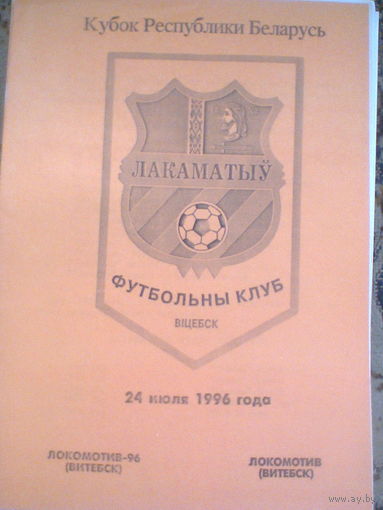 Кубок Республики Беларусь
ЛАКАМАТЫЎ
ФУТБОЛЬНЫ КЛУБ
ВІЦЕБСК
24 июля 1996 года
ЛОКОМОТИВ-96
(ВИТЕБСК)
ЛОКОМОТИВ
(ВИТЕБСК)
www.ay.by